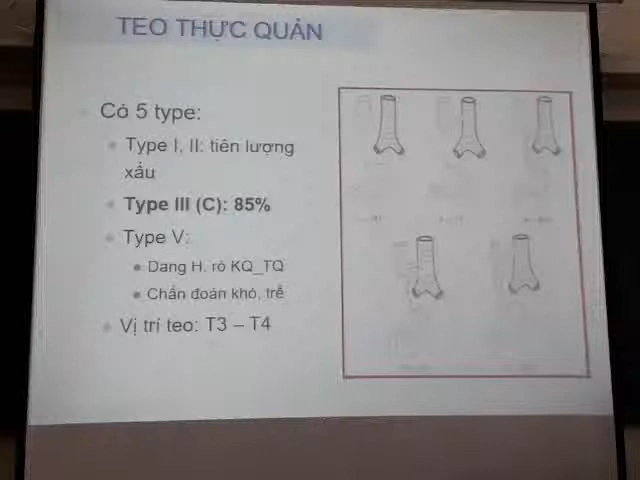 TEO THỰC QUẢN
Có 5 type:
Type I, II: tiên lượng
xấu
Type III (C): 85%
Type V:
Dạng H, rò KQ_TQ
Chẩn đoán khó, trễ
Vị trí teo: T3 – T4